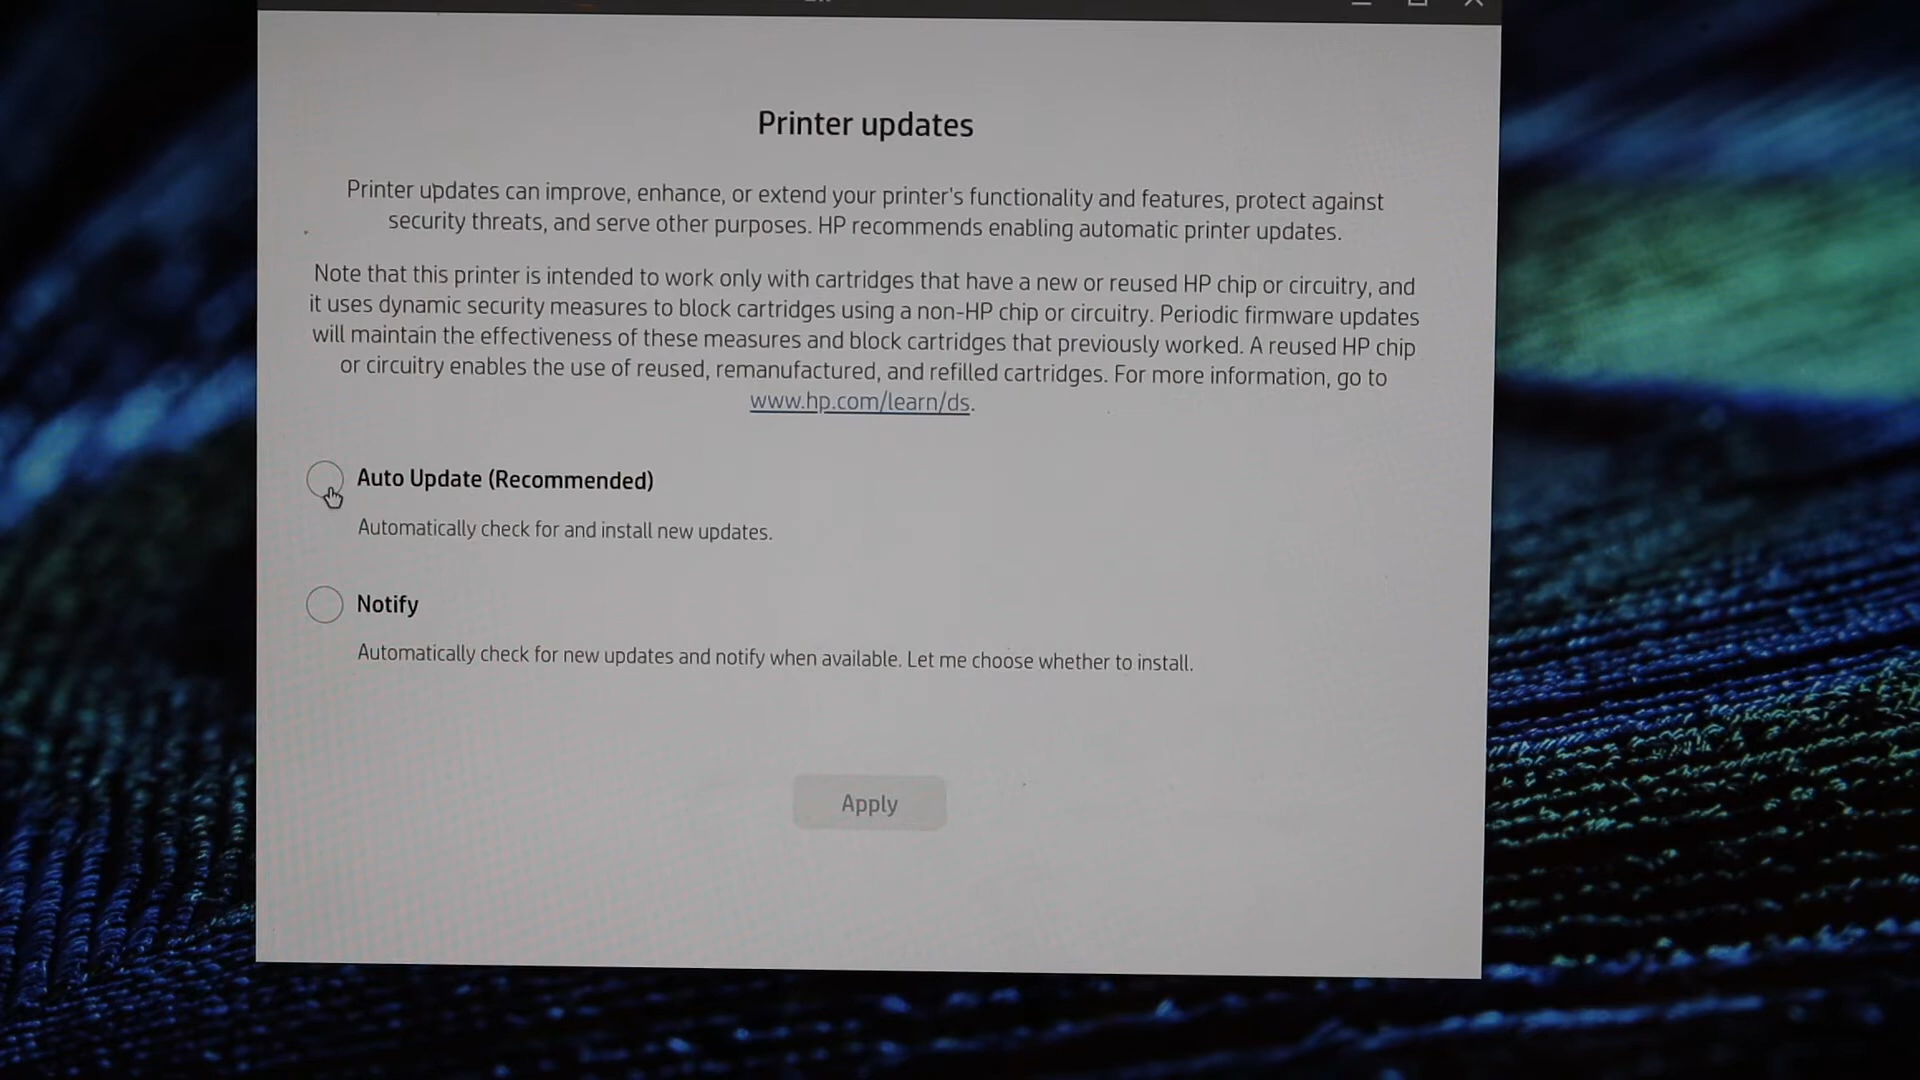 Printer updates
Printer updates can improve, enhance, or extend your printer's functionality and features, protect against
security threats, and serve other purposes. HP recommends enabling automatic printer updates.
Note that this printer is intended to work only with cartridges that have a new or reused HP chip or circuitry, and
it uses dynamic security measures to block cartridges using a non-HP chip or circuitry. Periodic firmware updates
will maintain the effectiveness of these measures and block cartridges that previously worked. A reused HP chip
or circuitry enables the use of reused, remanufactured, and refilled cartridges. For more information, go to
www.hp.com/learn/ds.
Auto Update (Recommended)
Automatically check for and install new updates.
Notify
Automatically check for new updates and notify when available. Let me choose whether to install.
Apply